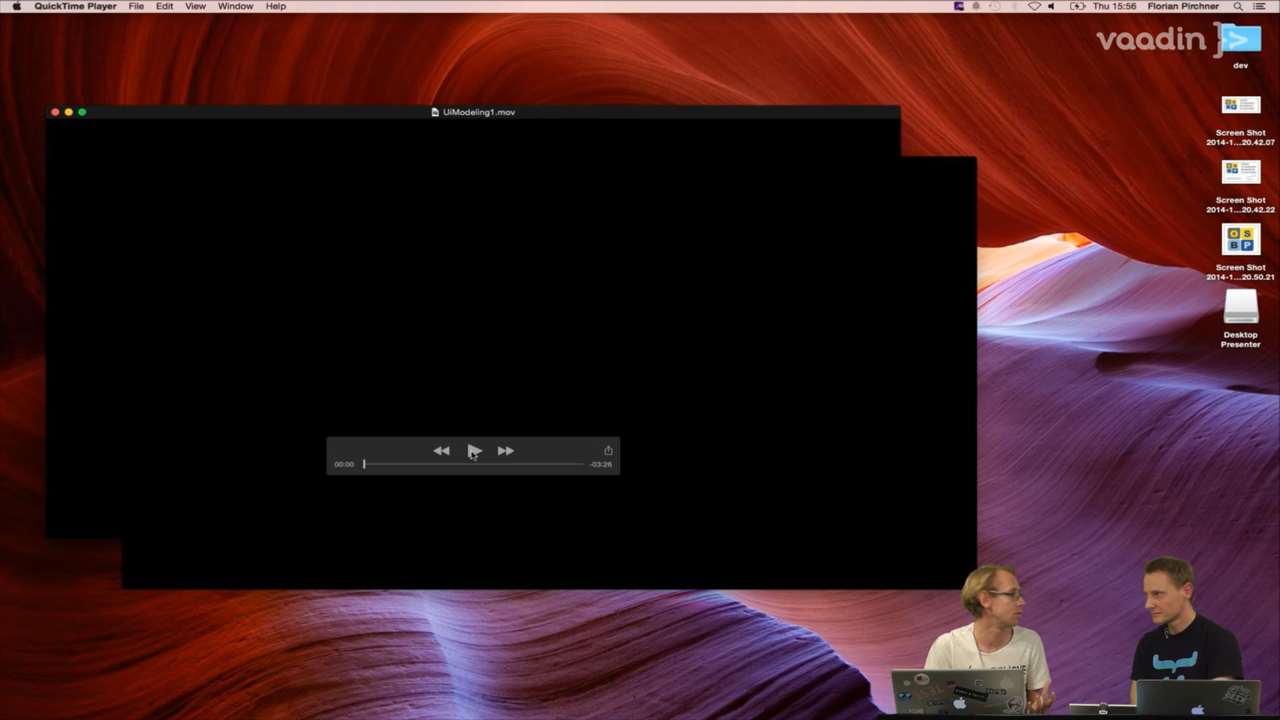 QuickTime Player File Edit View Window Help Thu 15:56 Florian Pirchner
vaadin }>
dev
UiModeling1.mov
Screen Shot
2014-1...20.42.07
Screen Shot
2014-1...20.42.22
O S
B P
Screen Shot
2014-1...20.50.21
Desktop
Presenter
00:00 -03:26